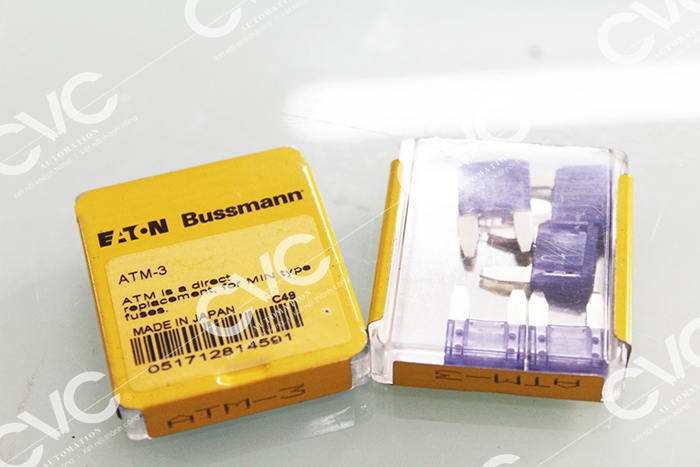 EATON Bussmann
ATM-3
ATM is a direct
replacement, for MIN type
fuses.
MADE IN JAPAN C49
051712814591
ATM-3
ATM-3
CVC
AUTOMATION